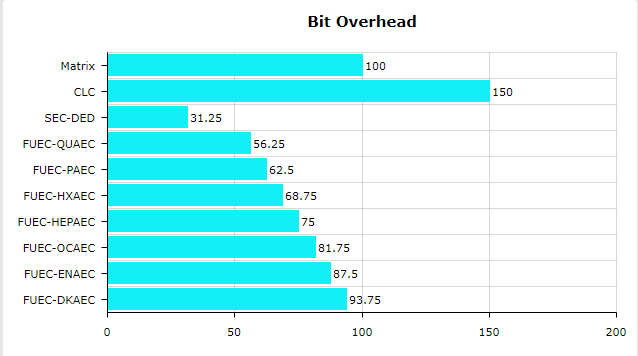 Bit Overhead
Matrix 100
CLC 150
SEC-DED 31.25
FUEC-QUAEC 56.25
FUEC-PAEC 62.5
FUEC-HXAEC 68.75
FUEC-HEPAEC 75
FUEC-OCAEC 81.75
FUEC-ENAEC 87.5
FUEC-DKAEC 93.75
0 50 100 150 200